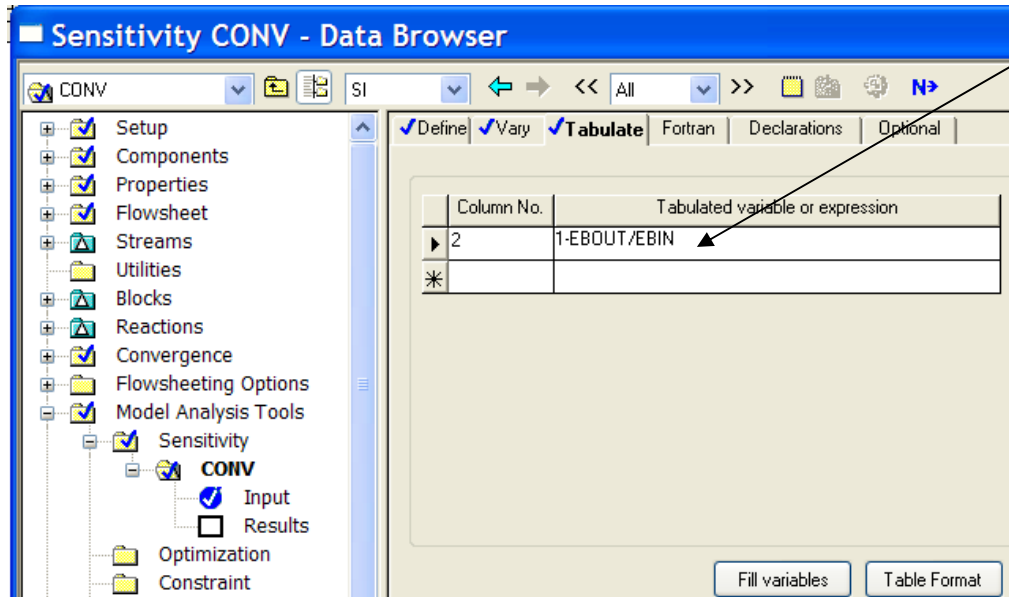 Sensitivity CONV - Data Browser
CONV SI << All >> N→
Setup
Components
Properties
Flowsheet
Streams
Utilities
Blocks
Reactions
Convergence
Flowsheeting Options
Model Analysis Tools
Sensitivity
CONV
Input
Results
Optimization
Constraint
Define Vary Tabulate Fortran Declarations Optional
Column No. Tabulated variable or expression
2 1-EBOUT/EBIN
Fill variables Table Format